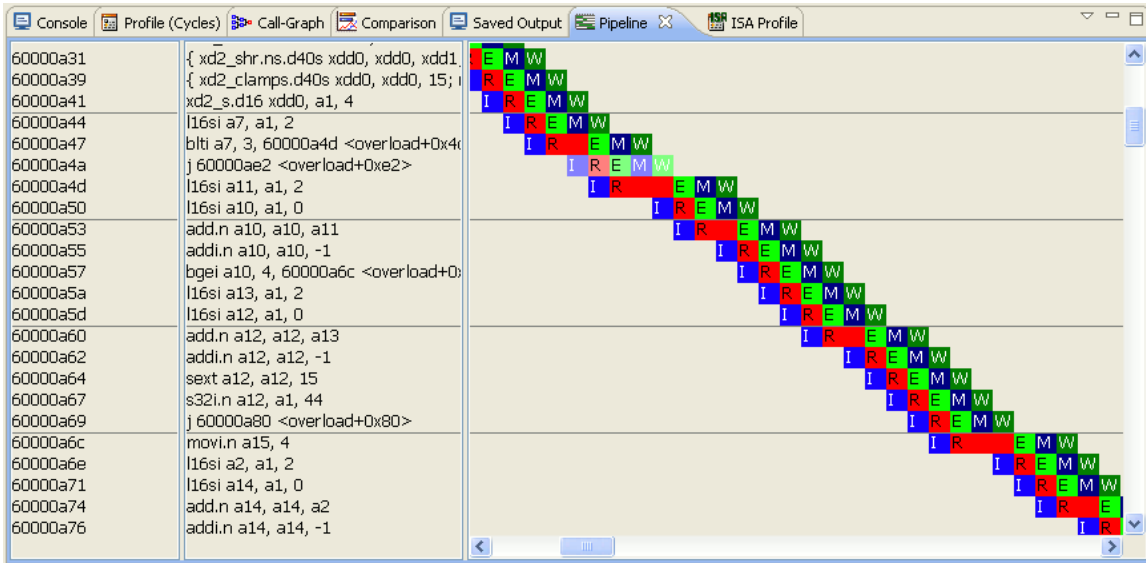 Console Profile (Cycles) Call-Graph Comparison Saved Output Pipeline ISA Profile
60000a31 { xd2_shr.ns.d40s xdd0, xdd0, xdd1 E M W
60000a39 { xd2_clamps.d40s xdd0, xdd0, 15; I R E M W
60000a41 xd2_s.d16 xdd0, a1, 4 I R E M W
60000a44 l16si a7, a1, 2 I R E M W
60000a47 blti a7, 3, 60000a4d <overload+0x4 I R E M W
60000a4a j 60000ae2 <overload+0xe2> I R E M W
60000a4d l16si a11, a1, 2 I R E M W
60000a50 l16si a10, a1, 0 I R E M W
60000a53 add.n a10, a10, a11 I R E M W
60000a55 addi.n a10, a10, -1 I R E M W
60000a57 bgei a10, 4, 60000a6c <overload+0 I R E M W
60000a5a l16si a13, a1, 2 I R E M W
60000a5d l16si a12, a1, 0 I R E M W
60000a60 add.n a12, a12, a13 I R E M W
60000a62 addi.n a12, a12, -1 I R E M W
60000a64 sext a12, a12, 15 I R E M W
60000a67 s32i.n a12, a1, 44 I R E M W
60000a69 j 60000a80 <overload+0x80> I R E M W
60000a6c movi.n a15, 4 I R E M W
60000a6e l16si a2, a1, 2 I R E M W
60000a71 l16si a14, a1, 0 I R E M W
60000a74 add.n a14, a14, a2 I R E
60000a76 addi.n a14, a14, -1 I R